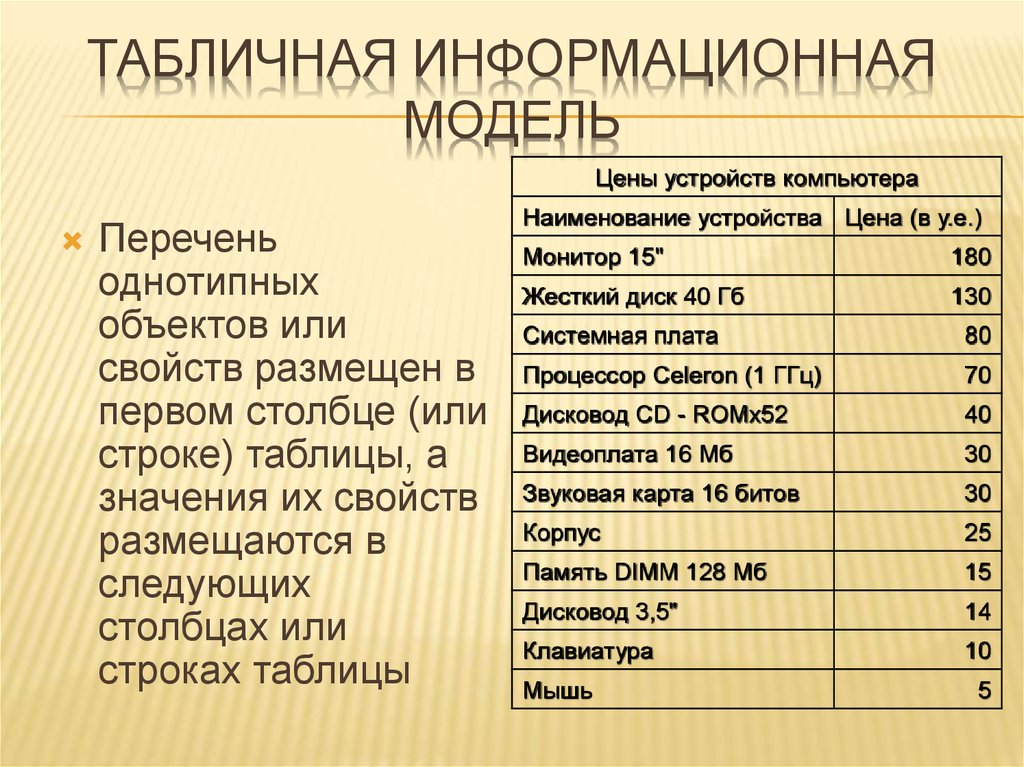 ТАБЛИЧНАЯ ИНФОРМАЦИОННАЯ
МОДЕЛЬ
Перечень
однотипных
объектов или
свойств размещен в
первом столбце (или
строке) таблицы, а
значения их свойств
размещаются в
следующих
столбцах или
строках таблицы
Цены устройств компьютера
Наименование устройства Цена (в у.е.)
Монитор 15" 180
Жесткий диск 40 Гб 130
Системная плата 80
Процессор Celeron (1 ГГц) 70
Дисковод CD - ROMx52 40
Видеоплата 16 Мб 30
Звуковая карта 16 битов 30
Корпус 25
Память DIMM 128 Мб 15
Дисковод 3,5" 14
Клавиатура 10
Мышь 5